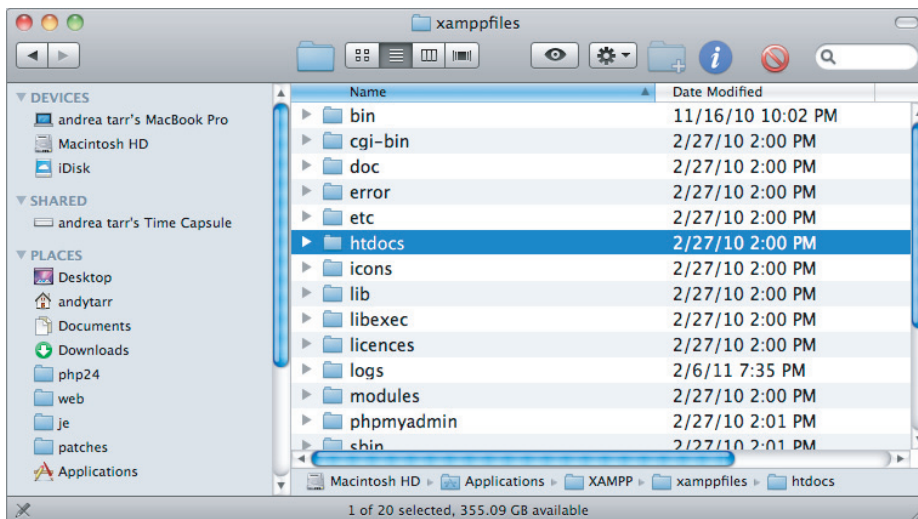 xamppfiles
Name Date Modified
DEVICES
andrea tarr's MacBook Pro
Macintosh HD
iDisk
SHARED
andrea tarr's Time Capsule
PLACES
Desktop
andytarr
Documents
Downloads
php24
web
je
patches
Applications
bin 11/16/10 10:02 PM
cgi-bin 2/27/10 2:00 PM
doc 2/27/10 2:00 PM
error 2/27/10 2:00 PM
etc 2/27/10 2:00 PM
htdocs 2/27/10 2:00 PM
icons 2/27/10 2:00 PM
lib 2/27/10 2:00 PM
libexec 2/27/10 2:00 PM
licences 2/27/10 2:00 PM
logs 2/6/11 7:35 PM
modules 2/27/10 2:00 PM
phpmyadmin 2/27/10 2:01 PM
sbin 2/27/10 2:01 PM
Macintosh HD Applications XAMPP xamppfiles htdocs
1 of 20 selected, 355.09 GB available